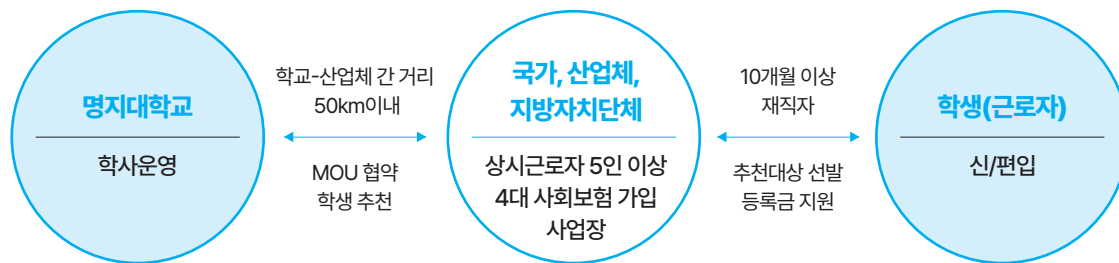 명지대학교
학사운영
학교-산업체 간 거리
50km이내
MOU 협약
학생 추천
국가, 산업체,
지방자치단체
상시근로자 5인 이상
4대 사회보험 가입
사업장
10개월 이상
재직자
추천대상 선발
등록금 지원
학생(근로자)
신/편입